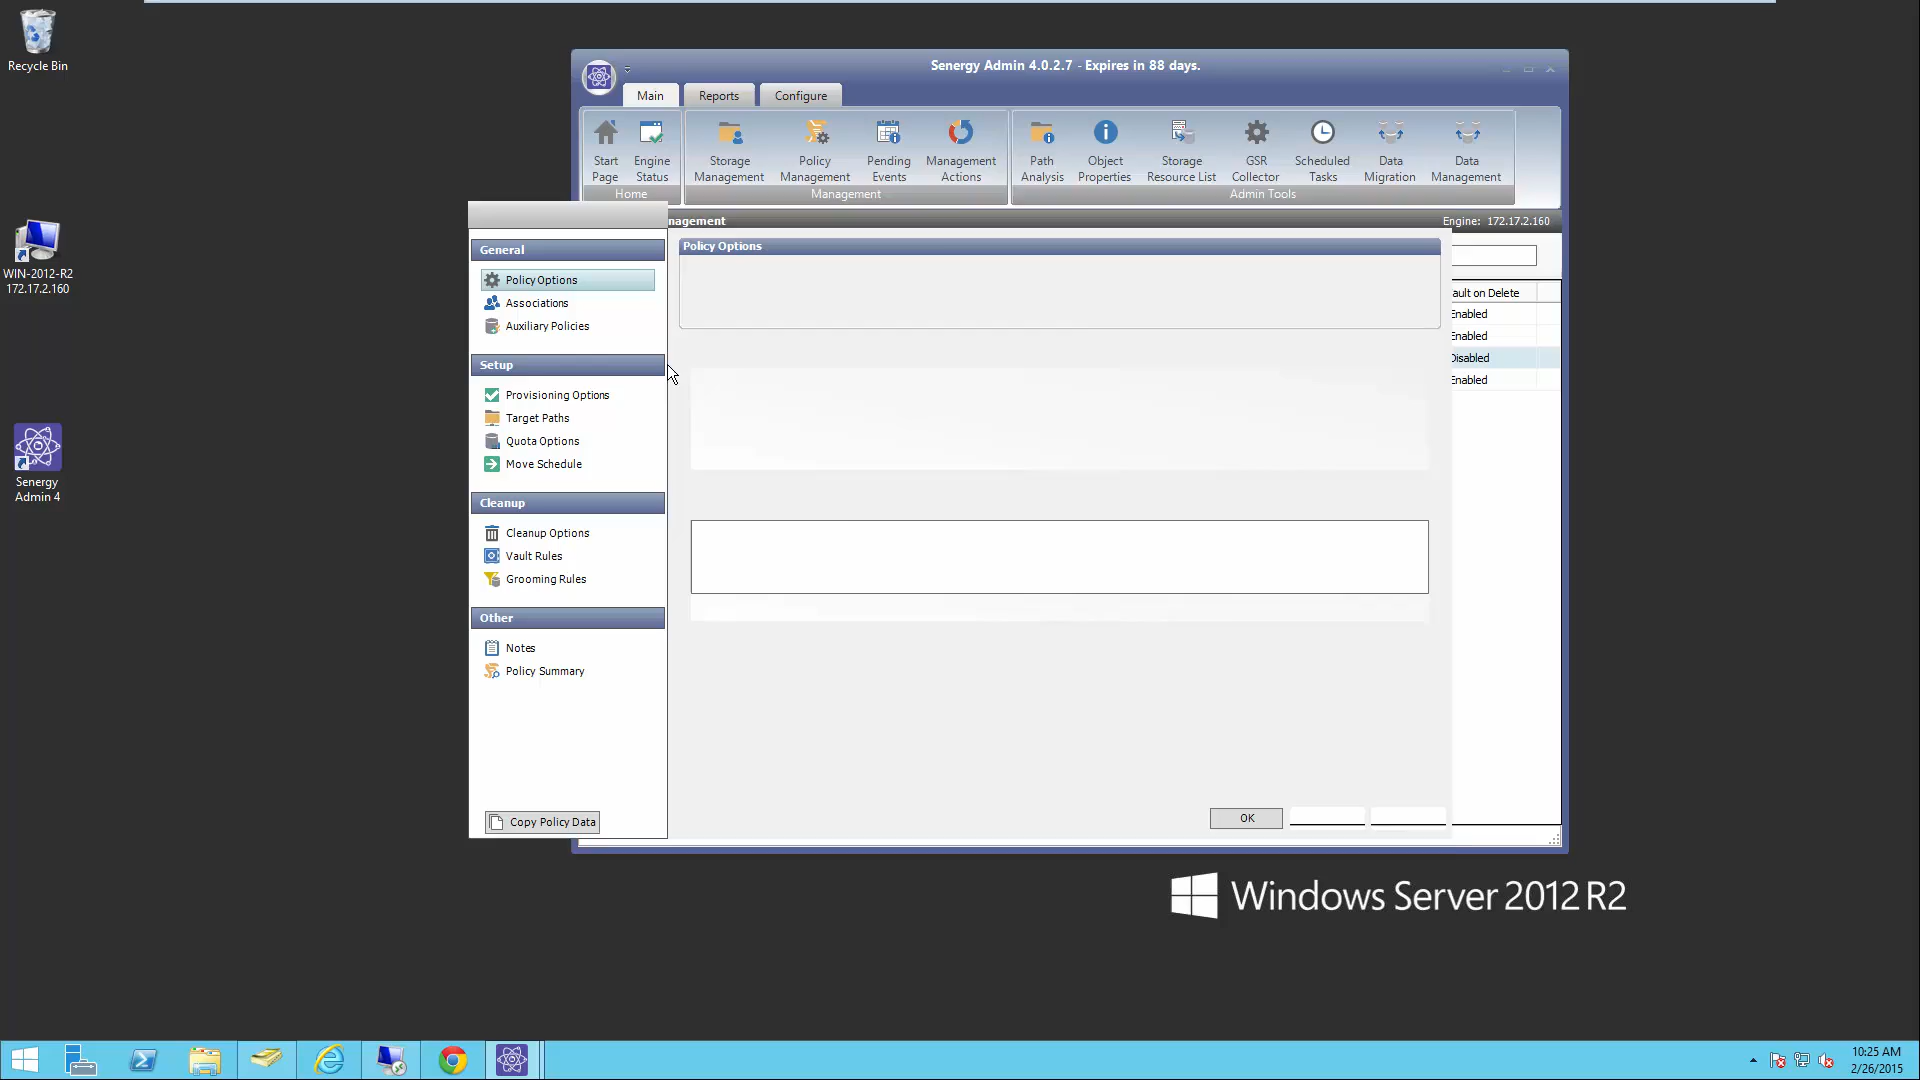 Recycle Bin
WIN-2012-R2
172.17.2.160
Senergy
Admin 4
Senergy Admin 4.0.2.7 - Expires in 88 days.
Main
Reports
Configure
Start
Page
Engine
Status
Storage
Management
Policy
Management
Pending
Events
Management
Actions
Path
Analysis
Object
Properties
Storage
Resource List
GSR
Collector
Scheduled
Tasks
Data
Migration
Data
Management
Home
Management
Admin Tools
nagement
Engine: 172.17.2.160
General
Policy Options
Associations
Auxiliary Policies
Setup
Provisioning Options
Target Paths
Quota Options
Move Schedule
Cleanup
Cleanup Options
Vault Rules
Grooming Rules
Other
Notes
Policy Summary
Copy Policy Data
Policy Options
OK
ault on Delete
Enabled
Enabled
Disabled
Enabled
Windows Server 2012 R2
10:25 AM
2/26/2015